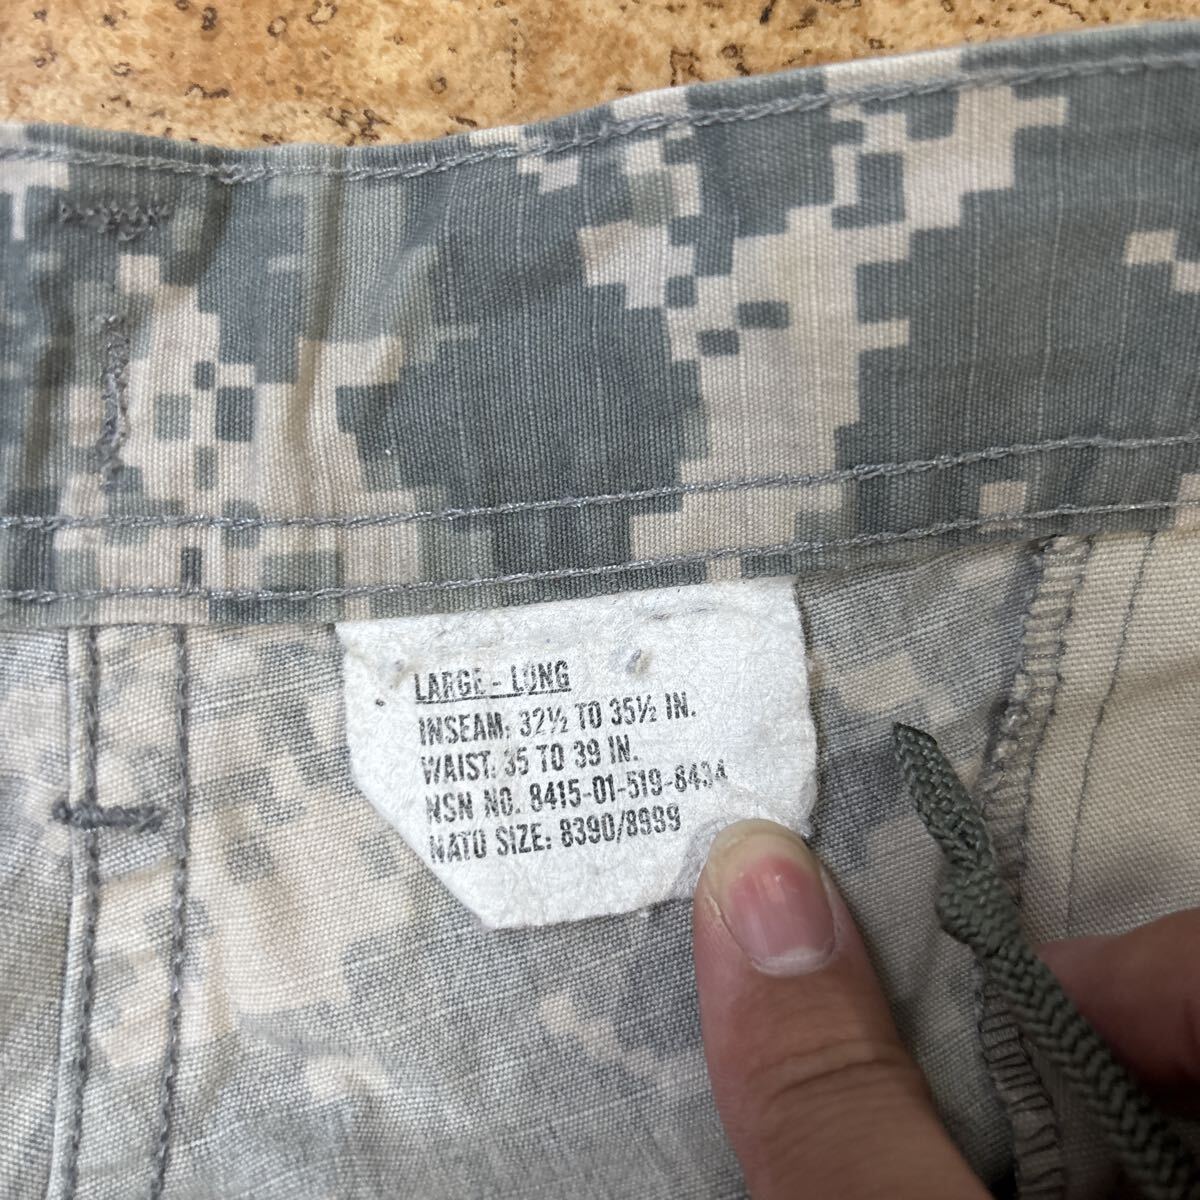 LARGE - LONG
INSEAM: 32½ TO 35½ IN.
WAIST: 35 TO 39 IN.
NSN NO. 8415-01-519-8434
NATO SIZE: 8390/8999